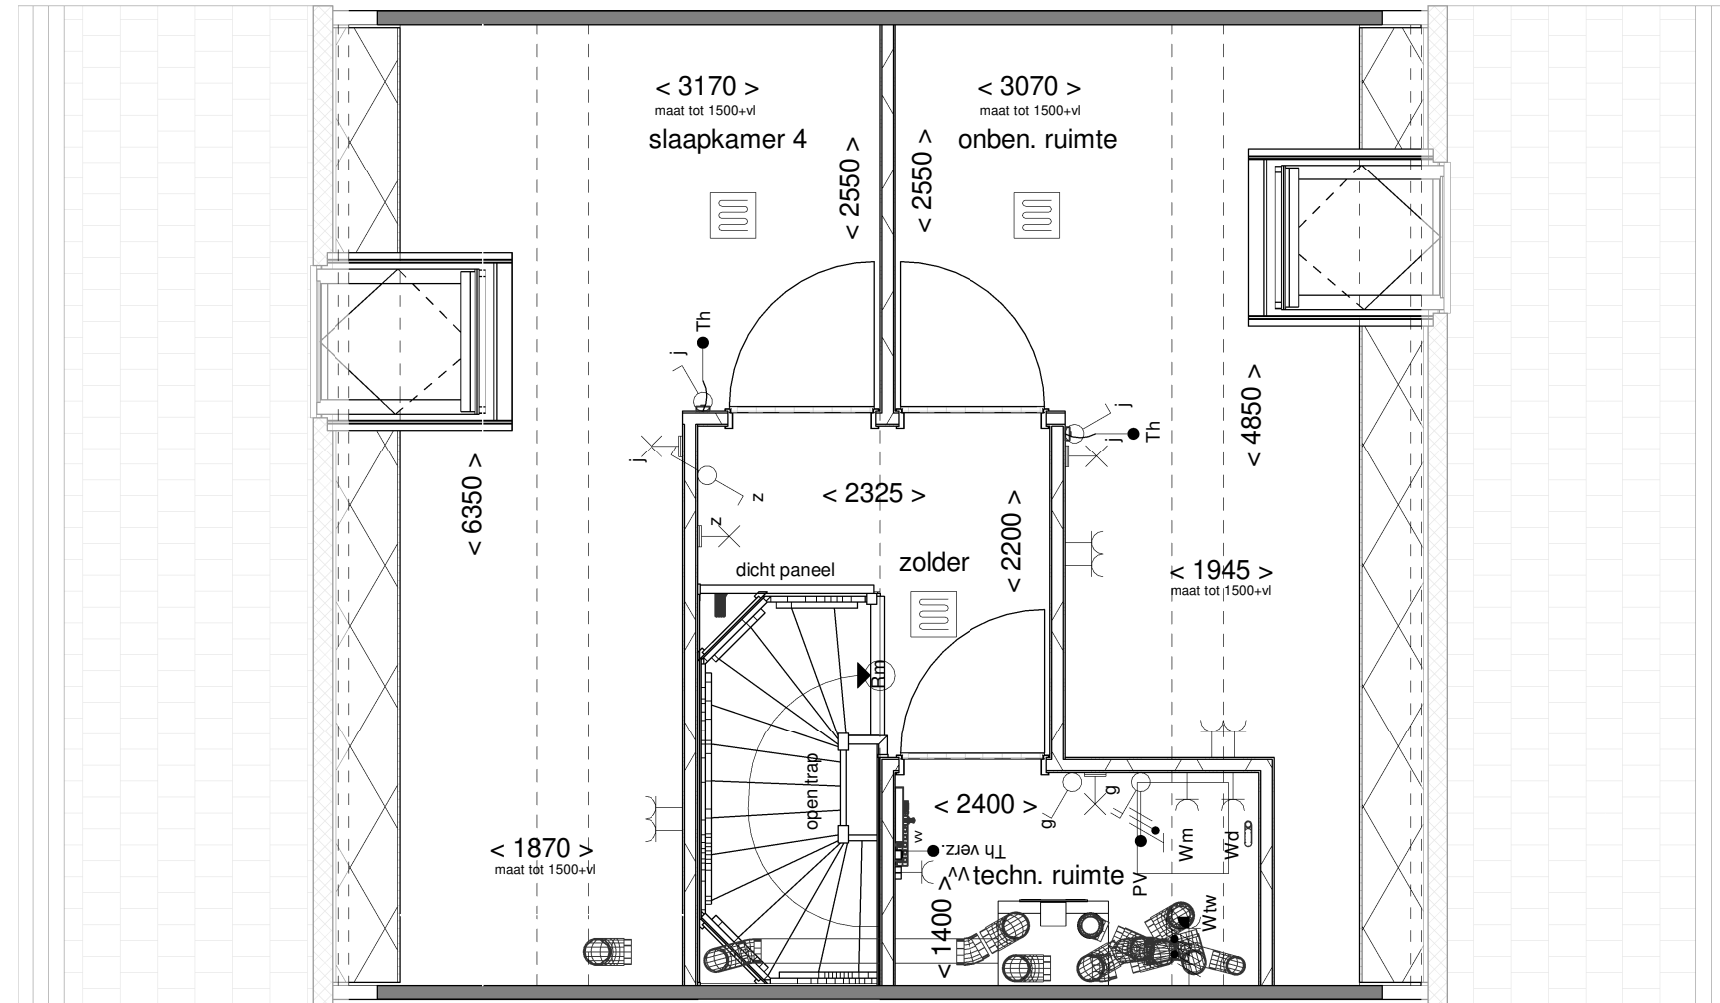 < 3170 >
maat tot 1500+vl
slaapkamer 4
< 2550 >
< 3070 >
maat tot 1500+vl
onben. ruimte
< 2550 >
Th
j
j
z
z
< 6350 >
j
j
Th
< 4850 >
< 2325 >
< 2200 >
zolder
dicht paneel
< 1945 >
maat tot 1500+vl
Rm
open trap
< 1870 >
maat tot 1500+vl
< 2400 >
g
g
w
Th verz.
vv
techn. ruimte
< 1400 >
PV
Wm
Wd
Wtw